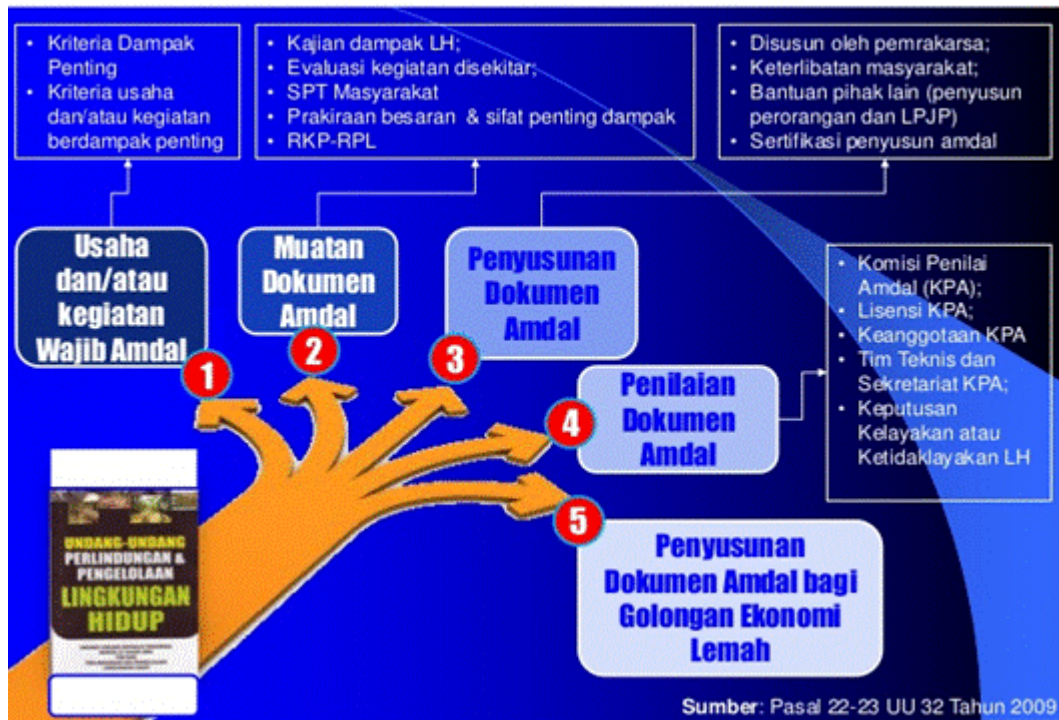 • Kriteria Dampak
Penting
• Kriteria usaha
dan/atau kegiatan
berdampak penting
• Kajian dampak LH;
• Evaluasi kegiatan disekitar;
• SPT Masyarakat
• Prakiraan besaran & sifat penting dampak
• RKP-RPL
• Disusun oleh pemrakarsa;
• Keterlibatan masyarakat;
• Bantuan pihak lain (penyusun
perorangan dan LPJP)
• Sertifikasi penyusun amdal
Usaha
dan/atau
kegiatan
Wajib Amdal
1
Muatan
Dokumen
Amdal
2
Penyusunan
Dokumen
Amdal
3
Penilaian
Dokumen
Amdal
4
• Komisi Penilai
Amdal (KPA);
• Lisensi KPA;
• Keanggotaan KPA
• Tim Teknis dan
Sekretariat KPA;
• Keputusan
Kelayakan atau
Ketidaklayakan LH
5
Penyusunan
Dokumen Amdal bagi
Golongan Ekonomi
Lemah
UNDANG-UNDANG
PERLINDUNGAN &
PENGELOLAAN
LINGKUNGAN
HIDUP
Sumber: Pasal 22-23 UU 32 Tahun 2009